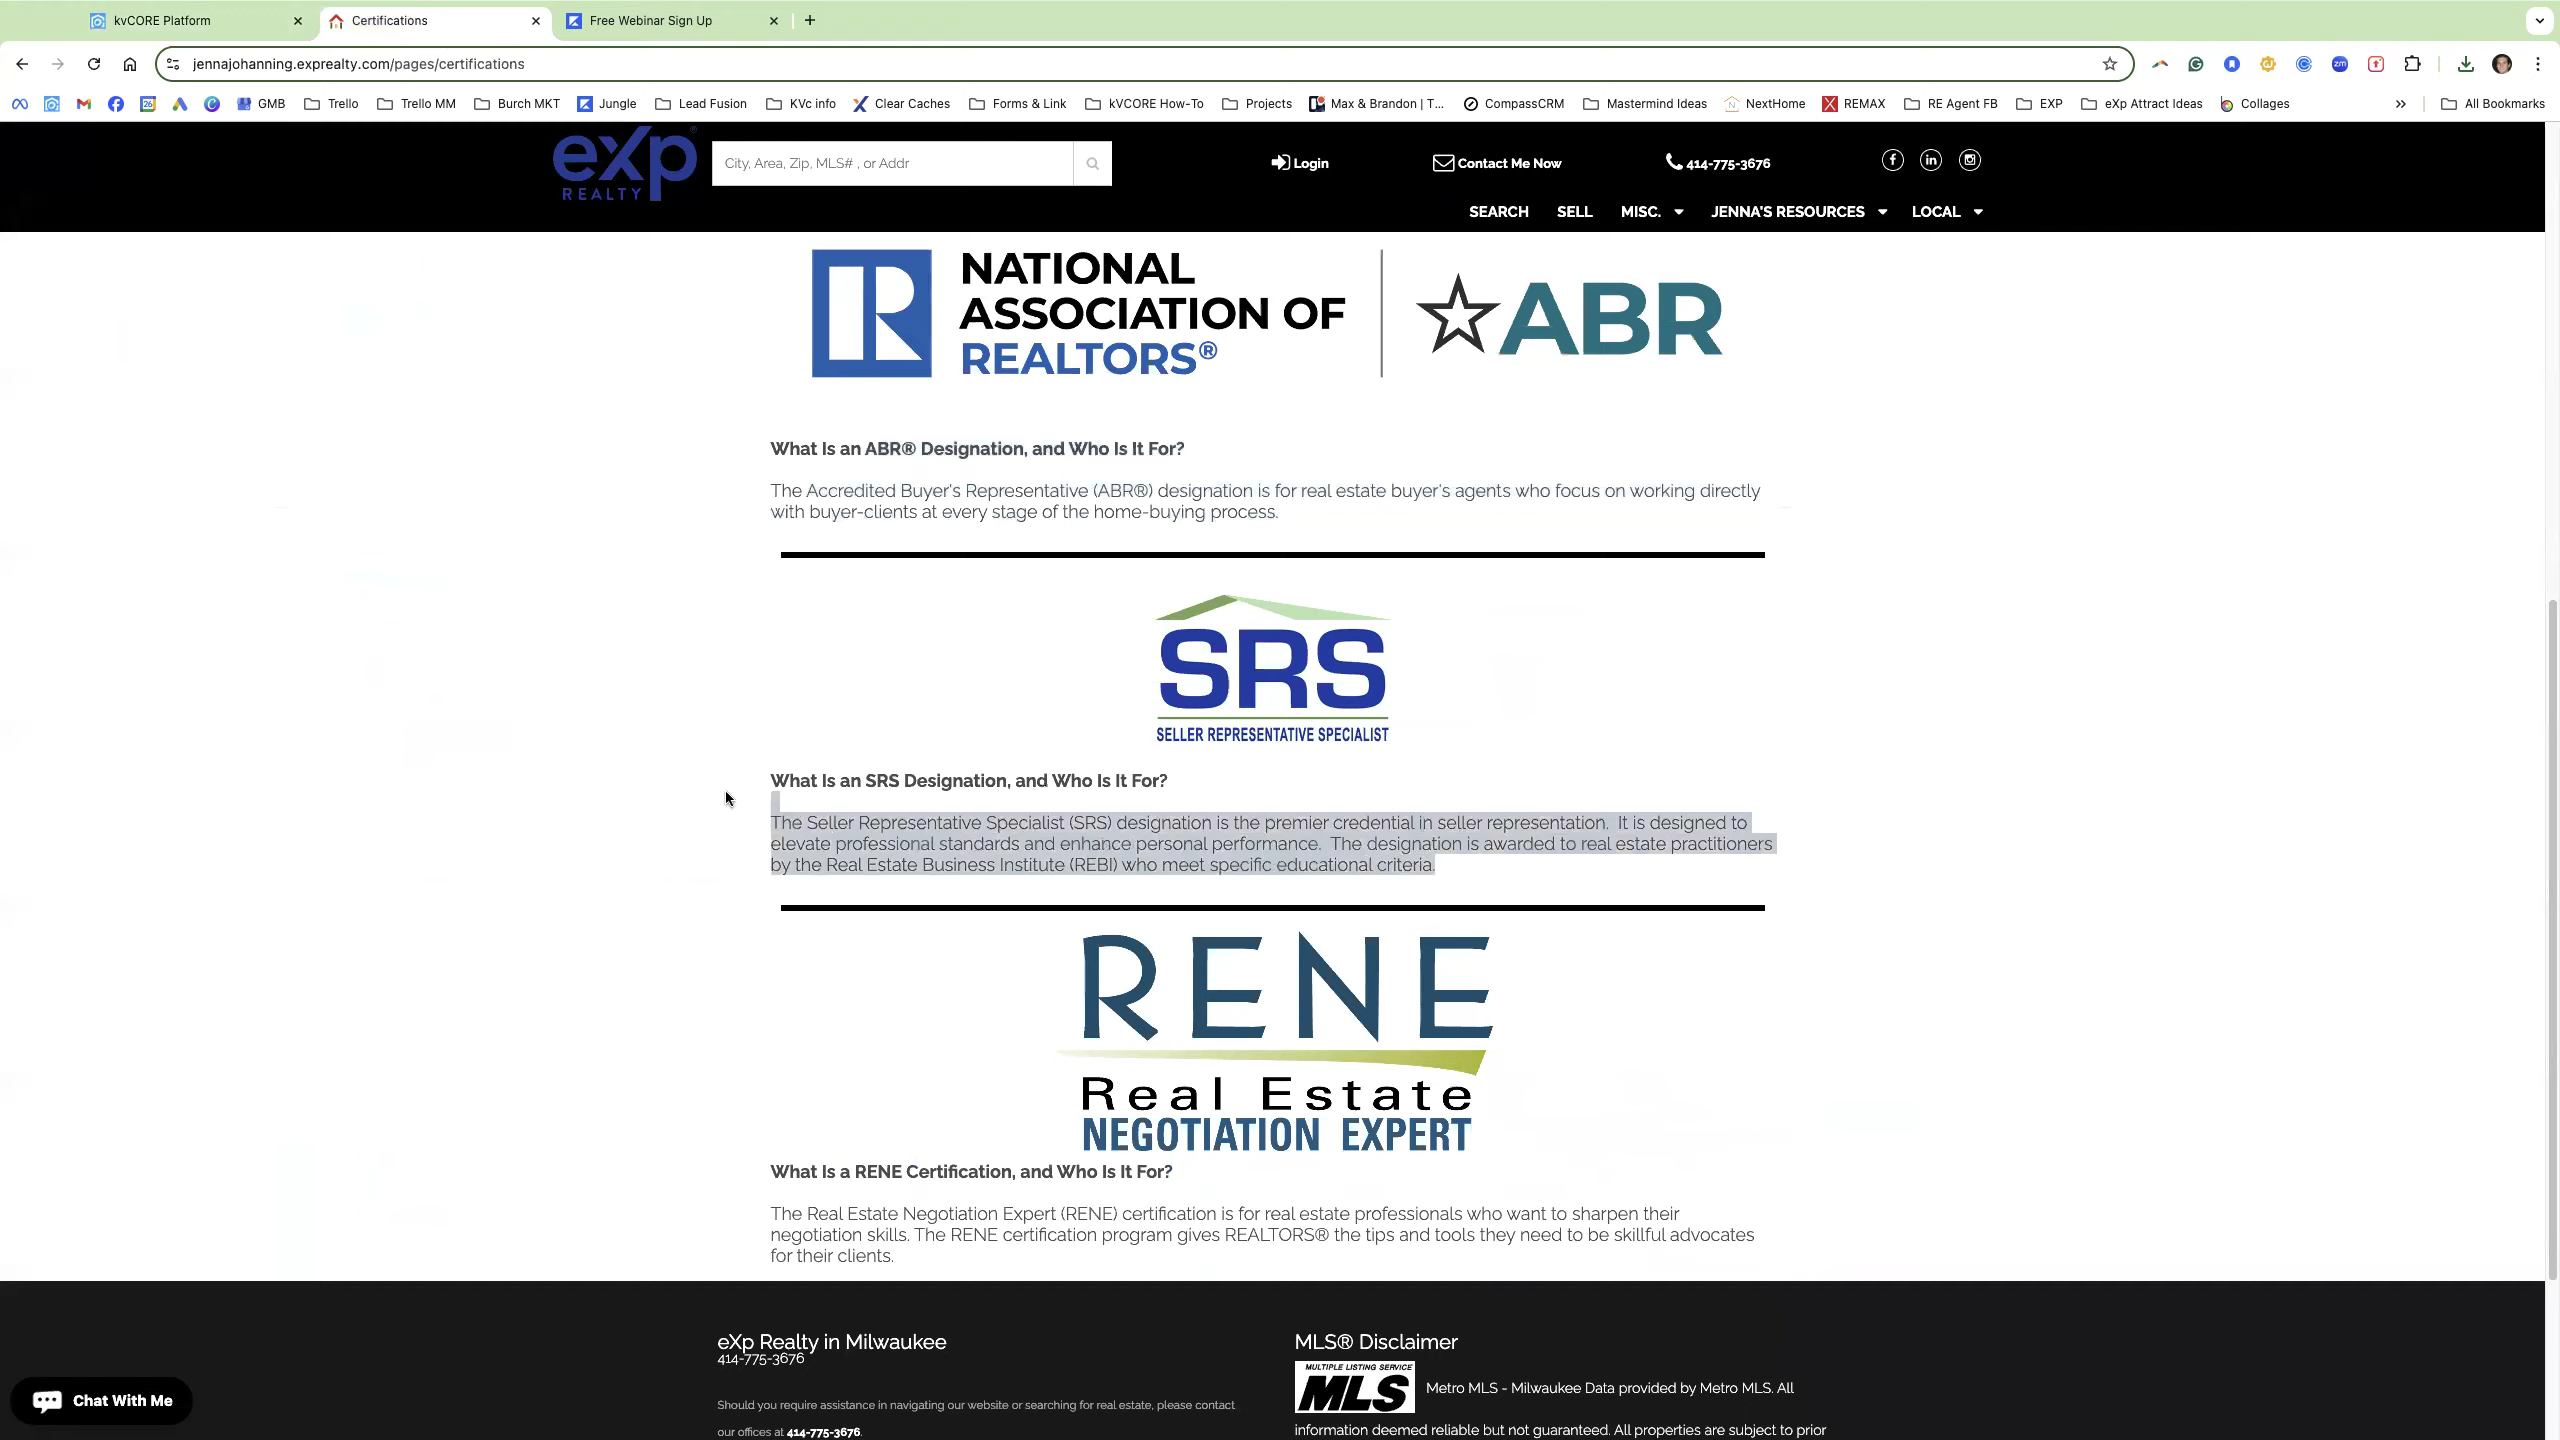 kvCORE Platform
Certifications
Free Webinar Sign Up
jennajohanning.exprealty.com/pages/certifications
GMB
Trello
Trello MM
Burch MKT
Jungle
Lead Fusion
KVc info
Clear Caches
Forms & Link
kVCORE How-To
Projects
Max & Brandon | T...
CompassCRM
Mastermind Ideas
NextHome
REMAX
RE Agent FB
EXP
eXp Attract Ideas
Collages
All Bookmarks
eXp
REALTY
City, Area, Zip, MLS# , or Addr
Login
Contact Me Now
414-775-3676
SEARCH
SELL
MISC.
JENNA'S RESOURCES
LOCAL
NATIONAL
ASSOCIATION OF
REALTORS®
ABR
What Is an ABR® Designation, and Who Is It For?
The Accredited Buyer's Representative (ABR®) designation is for real estate buyer's agents who focus on working directly
with buyer-clients at every stage of the home-buying process.
SRS
SELLER REPRESENTATIVE SPECIALIST
What Is an SRS Designation, and Who Is It For?
The Seller Representative Specialist (SRS) designation is the premier credential in seller representation.  It is designed to
elevate professional standards and enhance personal performance.  The designation is awarded to real estate practitioners
by the Real Estate Business Institute (REBI) who meet specific educational criteria.
RENE
Real Estate
NEGOTIATION EXPERT
What Is a RENE Certification, and Who Is It For?
The Real Estate Negotiation Expert (RENE) certification is for real estate professionals who want to sharpen their
negotiation skills. The RENE certification program gives REALTORS® the tips and tools they need to be skillful advocates
for their clients.
eXp Realty in Milwaukee
414-775-3676
Should you require assistance in navigating our website or searching for real estate, please contact
our offices at 414-775-3676.
MLS® Disclaimer
MULTIPLE LISTING SERVICE
MLS
Metro MLS - Milwaukee Data provided by Metro MLS. All
information deemed reliable but not guaranteed. All properties are subject to prior
Chat With Me